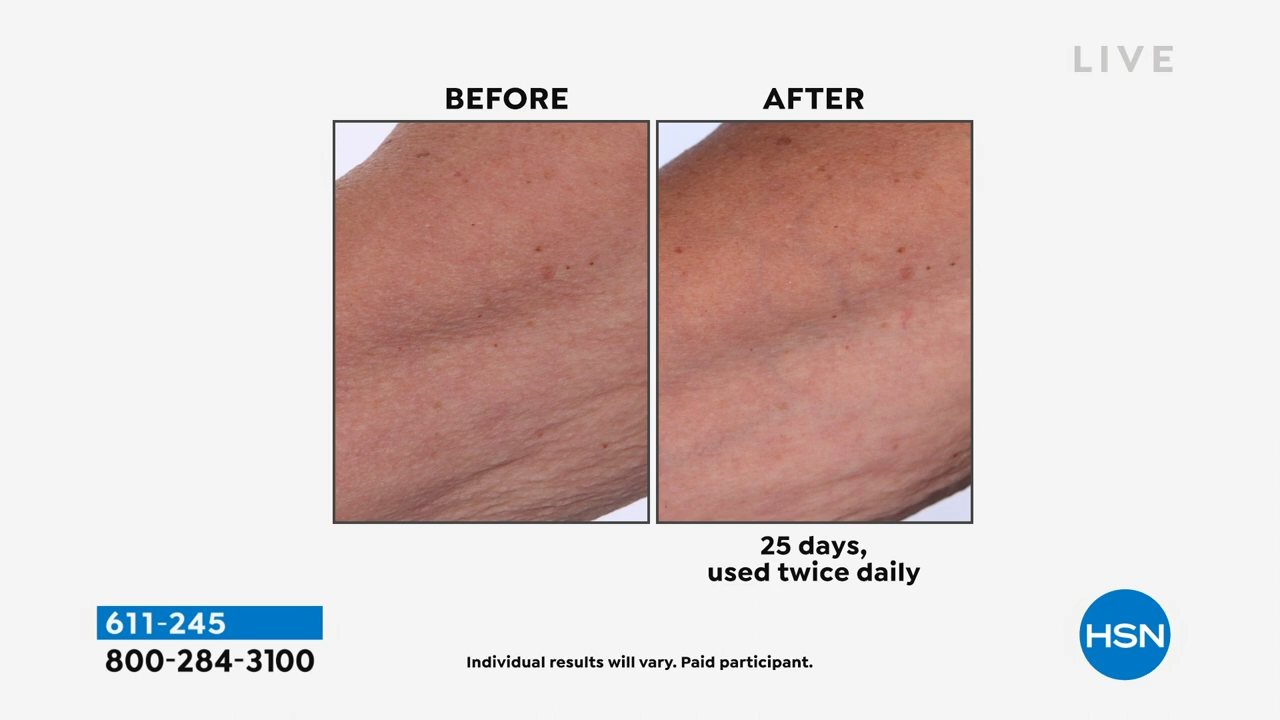 LIVE
BEFORE
AFTER
25 days,
used twice daily
611-245
800-284-3100
Individual results will vary. Paid participant.
HSN